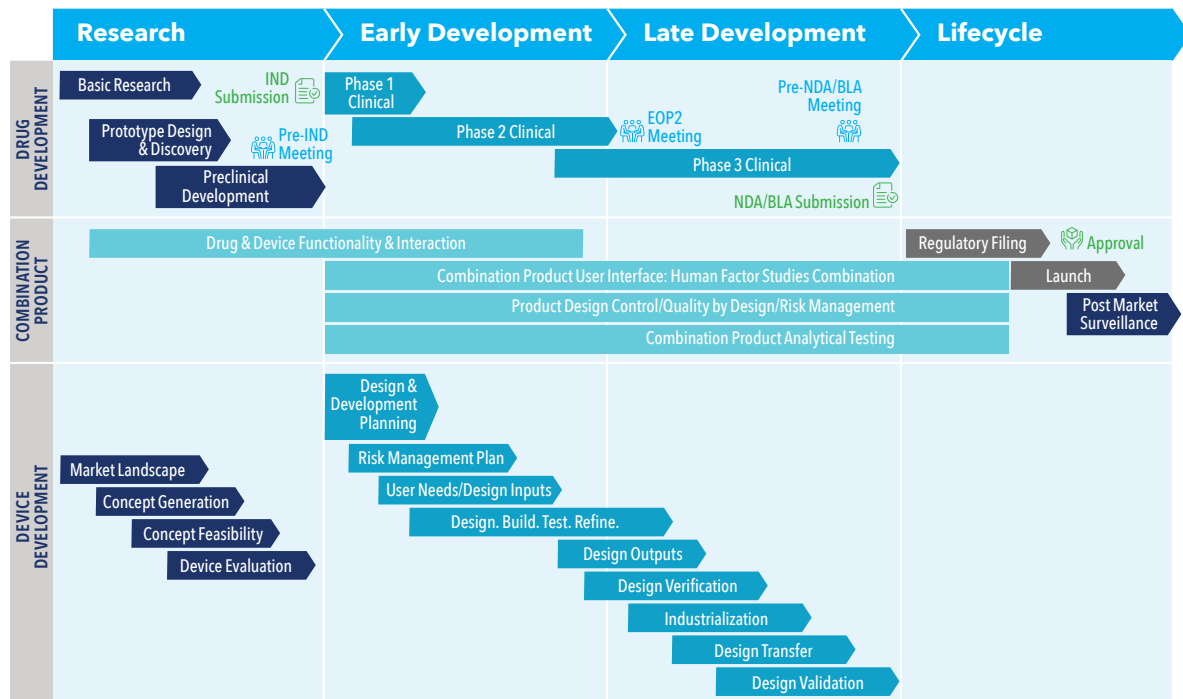 Research
Early Development
Late Development
Lifecycle
DRUG
DEVELOPMENT
Basic Research
IND
Submission
Prototype Design
& Discovery
Pre-IND
Meeting
Preclinical
Development
Phase 1
Clinical
Phase 2 Clinical
EOP2
Meeting
Pre-NDA/BLA
Meeting
Phase 3 Clinical
NDA/BLA Submission
COMBINATION
PRODUCT
Drug & Device Functionality & Interaction
Regulatory Filing
Approval
Combination Product User Interface: Human Factor Studies Combination
Launch
Product Design Control/Quality by Design/Risk Management
Post Market
Surveillance
Combination Product Analytical Testing
DEVICE
DEVELOPMENT
Market Landscape
Concept Generation
Concept Feasibility
Device Evaluation
Design &
Development
Planning
Risk Management Plan
User Needs/Design Inputs
Design. Build. Test. Refine.
Design Outputs
Design Verification
Industrialization
Design Transfer
Design Validation